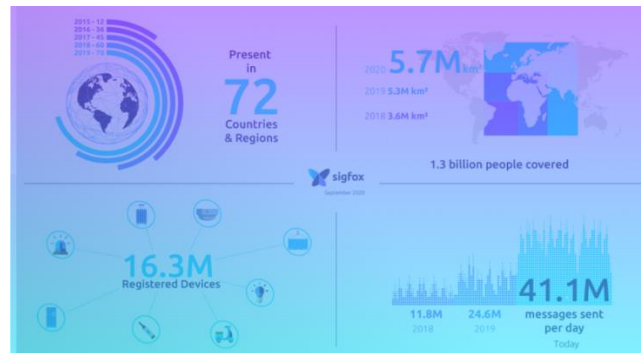 2015 - 12
2016 - 36
2017 - 45
2018 - 60
2019 - 70
Present
in
72
Countries
& Regions
2020 5.7M km²
2019 5.3M km²
2018 3.6M km²
1.3 billion people covered
sigfox
September 2020
16.3M
Registered Devices
41.1M
11.8M
2018
24.6M
2019
messages sent
per day
Today